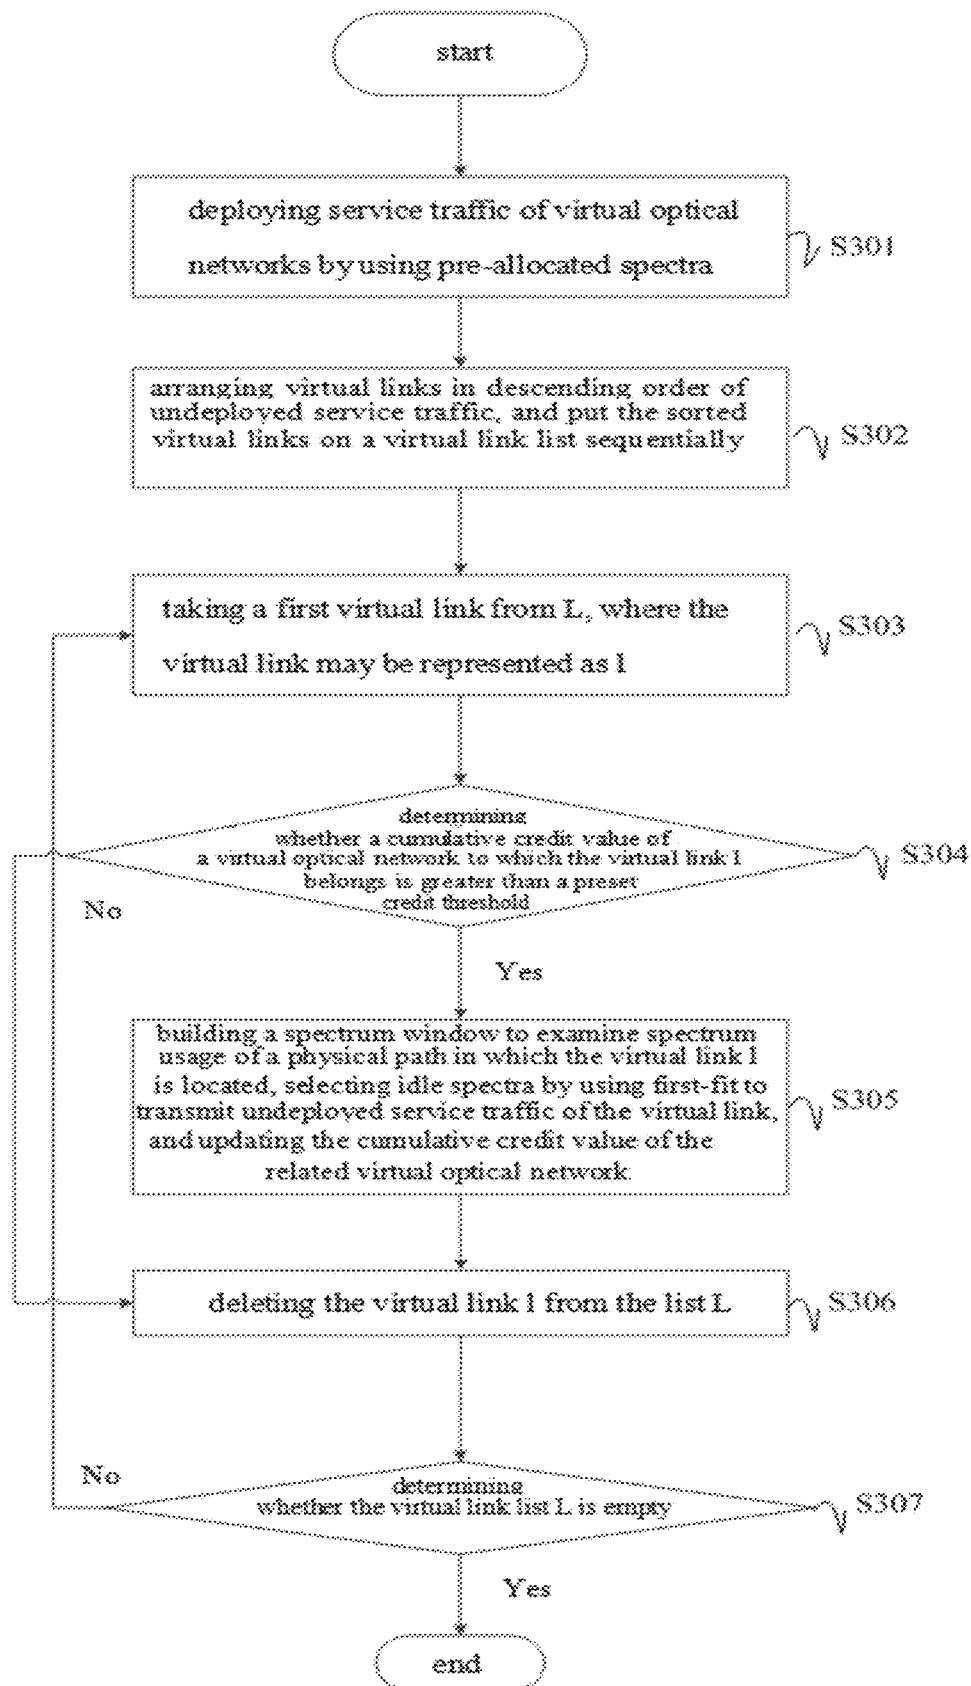 start
deploying service traffic of virtual optical
networks by using pre-allocated spectra
S301
arranging virtual links in descending order of
undeployed service traffic, and put the sorted
virtual links on a virtual link list sequentially
S302
taking a first virtual link from L, where the
virtual link may be represented as l
S303
determining
whether a cumulative credit value of
a virtual optical network to which the virtual link l
belongs is greater than a preset
credit threshold
S304
No
Yes
building a spectrum window to examine spectrum
usage of a physical path in which the virtual link l
is located, selecting idle spectra by using first-fit to
transmit undeployed service traffic of the virtual link,
and updating the cumulative credit value of the
related virtual optical network.
S305
deleting the virtual link l from the list L
S306
No
determining
whether the virtual link list L is empty
S307
Yes
end